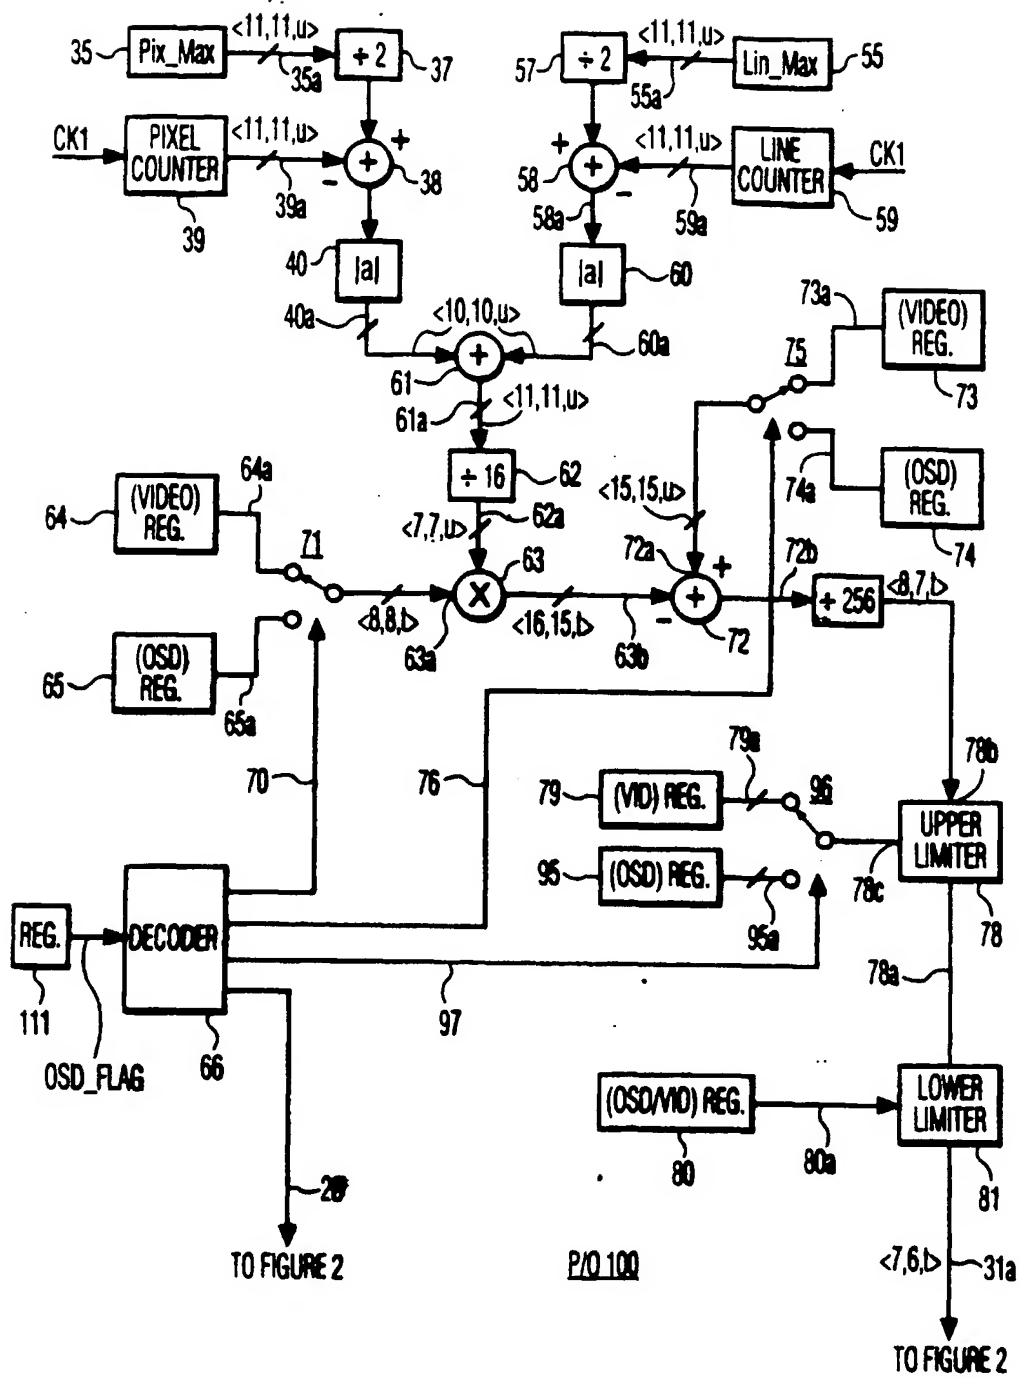 <11,11,u>
<11,11,u>
35
Pix_Max
35a
÷ 2
37
57
÷ 2
55a
Lin_Max
55
CK1
PIXEL
COUNTER
<11,11,u>
39a
39
+
+
-
38
+
+
-
58
58a
<11,11,u>
59a
LINE
COUNTER
CK1
59
40
|a|
40a
|a|
60
60a
<10,10,u>
+
61
61a
<11,11,u>
73a
(VIDEO)
REG.
73
75
74a
(OSD)
REG.
74
÷ 16
62
62a
<7,7,u>
64
(VIDEO)
REG.
64a
71
<15,15,u>
72a
63
X
63a
<8,8,t>
<16,15,t>
63b
+
+
-
72
72b
÷ 256
<8,7,t>
65
(OSD)
REG.
65a
70
76
79
(VID) REG.
79a
96
78b
UPPER
LIMITER
78c
78
95
(OSD) REG.
95a
REG.
111
DECODER
66
OSD_FLAG
97
78a
(OSD/VID) REG.
80
80a
LOWER
LIMITER
81
TO FIGURE 2
P/O 100
<7,6,t>
31a
TO FIGURE 2